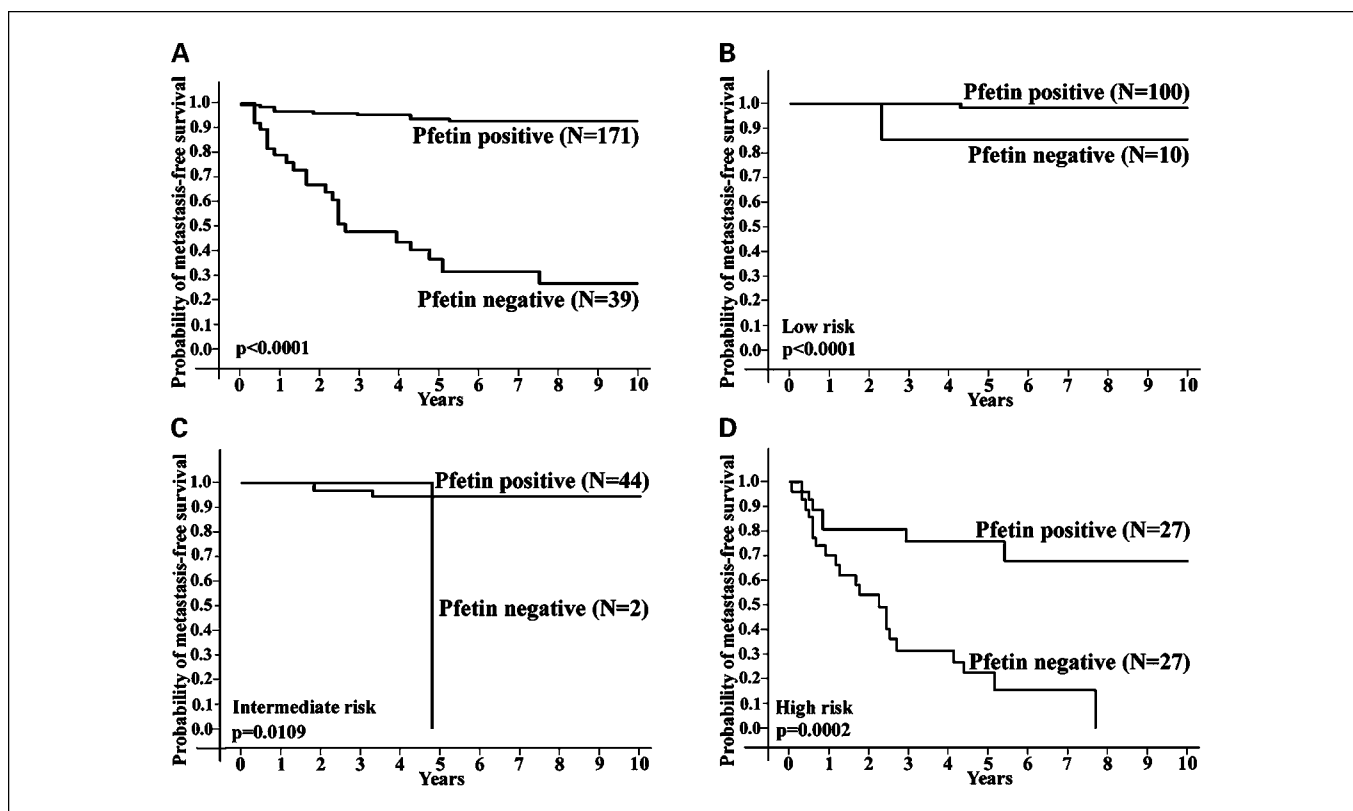 A
Probability of metastasis-free survival
1.0
0.9
0.8
0.7
0.6
0.5
0.4
0.3
0.2
0.1
0.0
Pfetin positive (N=171)
Pfetin negative (N=39)
p<0.0001
0 1 2 3 4 5 6 7 8 9 10
Years
B
Probability of metastasis-free survival
1.0
0.9
0.8
0.7
0.6
0.5
0.4
0.3
0.2
0.1
0.0
Pfetin positive (N=100)
Pfetin negative (N=10)
Low risk
p<0.0001
0 1 2 3 4 5 6 7 8 9 10
Years
C
Probability of metastasis-free survival
1.0
0.9
0.8
0.7
0.6
0.5
0.4
0.3
0.2
0.1
0.0
Pfetin positive (N=44)
Pfetin negative (N=2)
Intermediate risk
p=0.0109
0 1 2 3 4 5 6 7 8 9 10
Years
D
Probability of metastasis-free survival
1.0
0.9
0.8
0.7
0.6
0.5
0.4
0.3
0.2
0.1
0.0
Pfetin positive (N=27)
Pfetin negative (N=27)
High risk
p=0.0002
0 1 2 3 4 5 6 7 8 9 10
Years